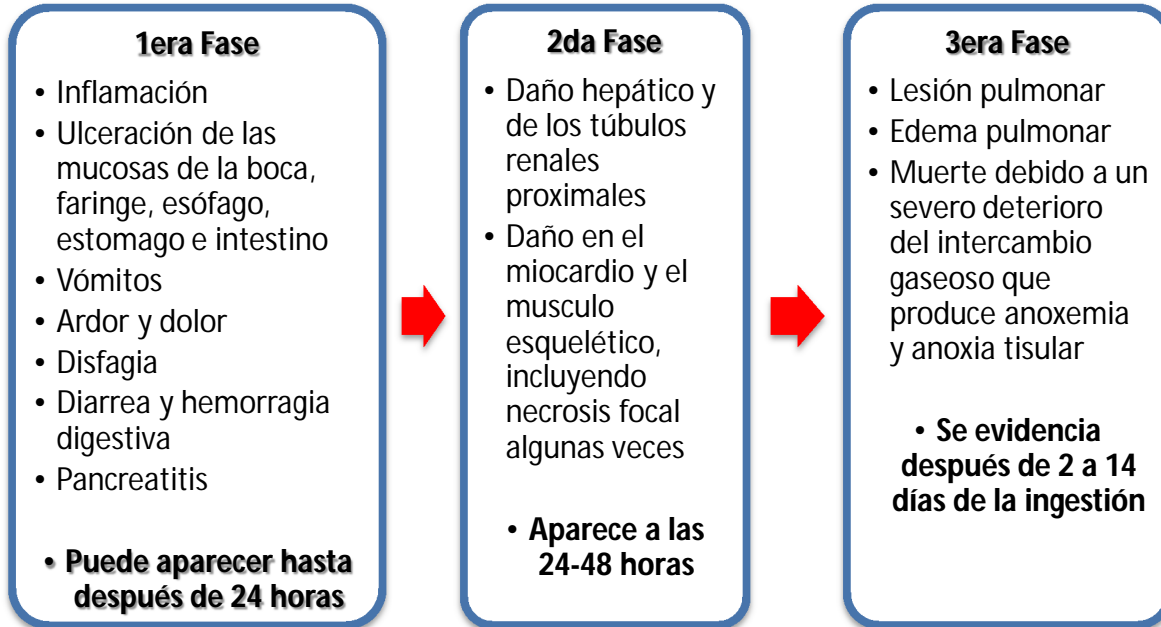 1era Fase
• Inflamación
• Ulceración de las
mucosas de la boca,
faringe, esófago,
estomago e intestino
• Vómitos
• Ardor y dolor
• Disfagia
• Diarrea y hemorragia
digestiva
• Pancreatitis
• Puede aparecer hasta
después de 24 horas
2da Fase
• Daño hepático y
de los túbulos
renales
proximales
• Daño en el
miocardio y el
musculo
esquelético,
incluyendo
necrosis focal
algunas veces
• Aparece a las
24-48 horas
3era Fase
• Lesión pulmonar
• Edema pulmonar
• Muerte debido a un
severo deterioro
del intercambio
gaseoso que
produce anoxemia
y anoxia tisular
• Se evidencia
después de 2 a 14
días de la ingestión